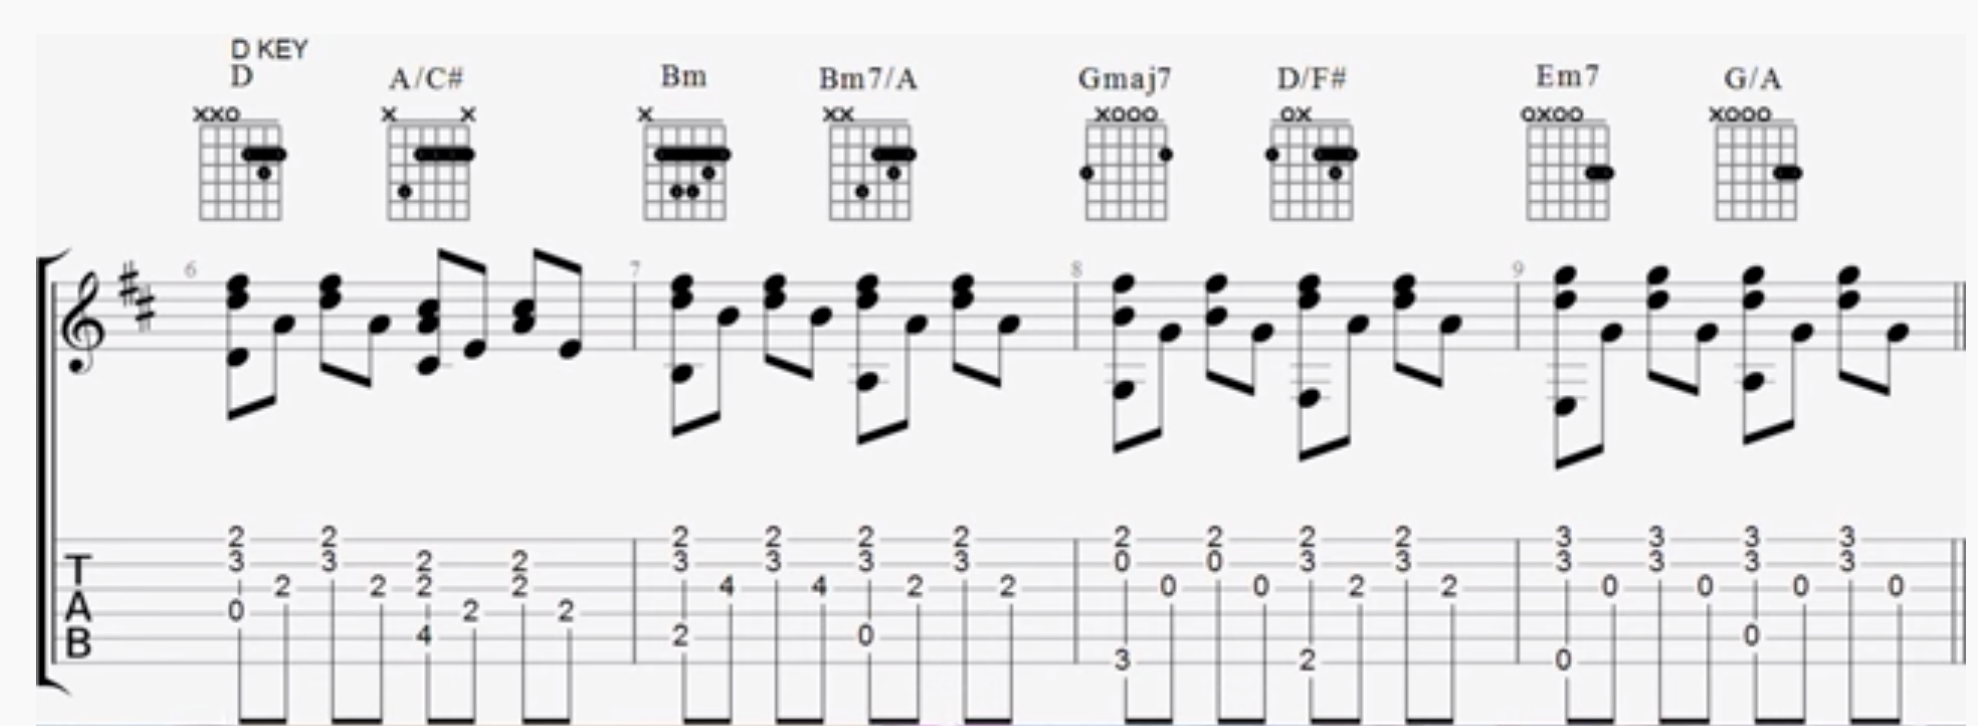 D KEY
D A/C# Bm Bm7/A Gmaj7 D/F# Em7 G/A
xxo x x x xx xooo ox oxoo xooo
6 7 8 9
2 2 2 2 2 2 2 2 2 2 3 3 3 3
3 3 2 2 3 3 3 3 0 0 3 3 3 3 3 3
T 2 2 2 2 4 4 2 2 0 0 2 2 0 0 0 0
A 0 2 2
B 4 2 0 0
3 2 0